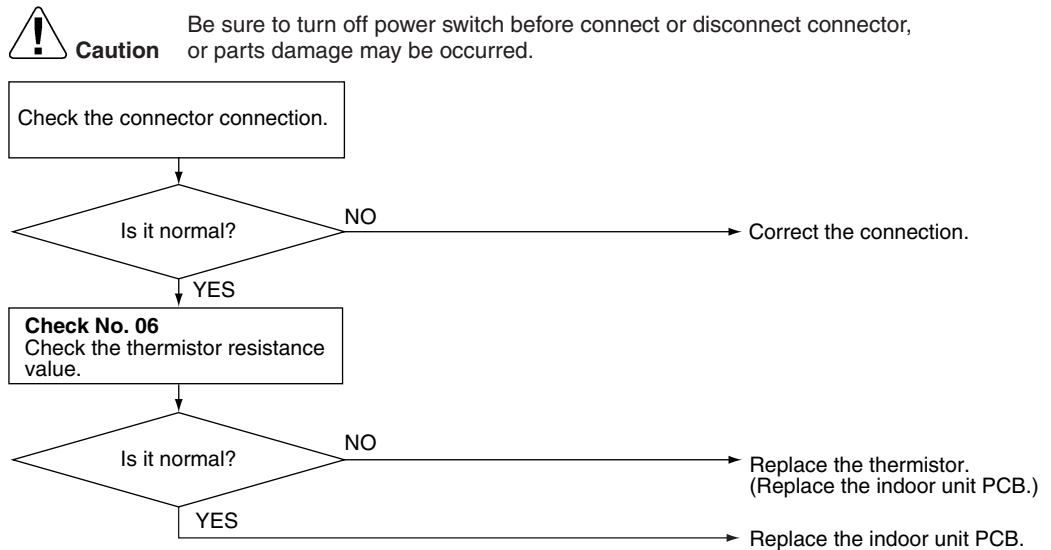 Be sure to turn off power switch before connect or disconnect connector,
Caution or parts damage may be occurred.
Check the connector connection.
Is it normal?
NO
Correct the connection.
YES
Check No. 06
Check the thermistor resistance
value.
Is it normal?
NO
Replace the thermistor.
(Replace the indoor unit PCB.)
YES
Replace the indoor unit PCB.